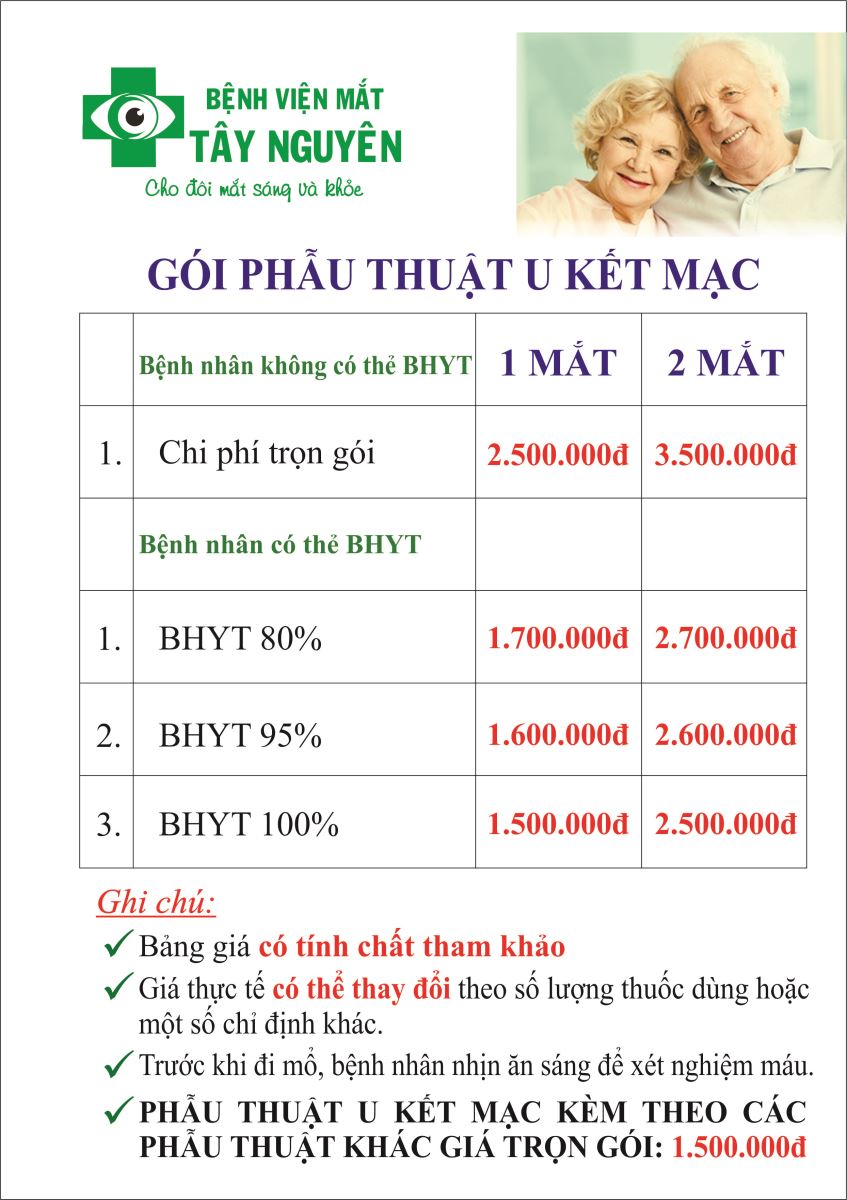 BỆNH VIỆN MẮT
TÂY NGUYÊN
Cho đôi mắt sáng và khỏe
GÓI PHẪU THUẬT U KẾT MẠC
Bệnh nhân không có thẻ BHYT 1 MẮT 2 MẮT
1. Chi phí trọn gói 2.500.000đ 3.500.000đ
Bệnh nhân có thẻ BHYT
1. BHYT 80% 1.700.000đ 2.700.000đ
2. BHYT 95% 1.600.000đ 2.600.000đ
3. BHYT 100% 1.500.000đ 2.500.000đ
Ghi chú:
Bảng giá có tính chất tham khảo
Giá thực tế có thể thay đổi theo số lượng thuốc dùng hoặc
một số chỉ định khác.
Trước khi đi mổ, bệnh nhân nhịn ăn sáng để xét nghiệm máu.
PHẪU THUẬT U KẾT MẠC KÈM THEO CÁC
PHẪU THUẬT KHÁC GIÁ TRỌN GÓI: 1.500.000đ